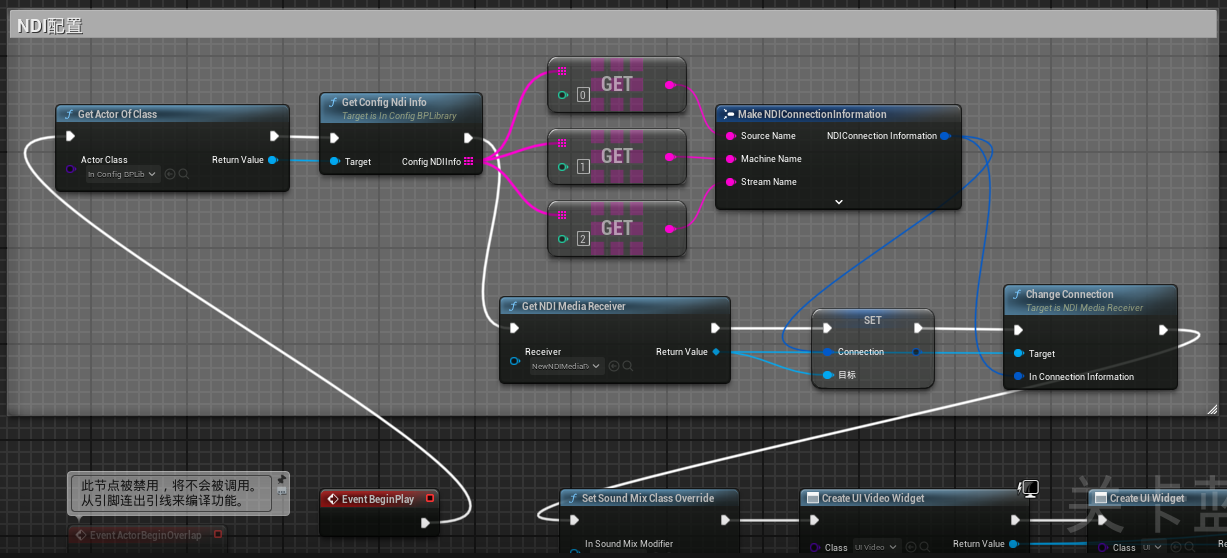 NDI配置
Get Actor Of Class
Actor Class
Return Value
In Config BPLib
Get Config Ndi Info
Target is In Config BPLibrary
Target
Config NDIInfo
GET
0
GET
1
GET
2
Make NDIConnectionInformation
Source Name
NDIConnection Information
Machine Name
Stream Name
Get NDI Media Receiver
Receiver
Return Value
SET
Connection
目标
Change Connection
Target is NDI Media Receiver
Target
In Connection Information
此节点被禁用，将不会被调用。
从引脚连出引线来编译功能。
Event ActorBeginOverlap
Event BeginPlay
Set Sound Mix Class Override
In Sound Mix Modifier
Create UI Video Widget
Class
UI Video
Return Value
Create UI Widget
Class
UI
关卡蓝